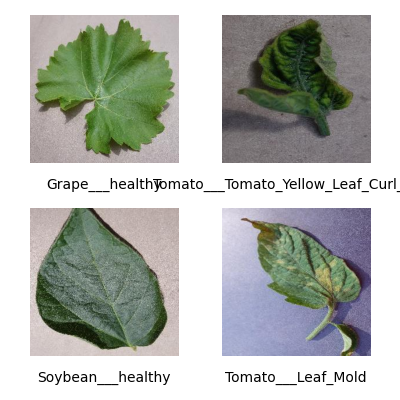 Grape___healthy
Tomato___Tomato_Yellow_Leaf_Curl_
Soybean___healthy
Tomato___Leaf_Mold